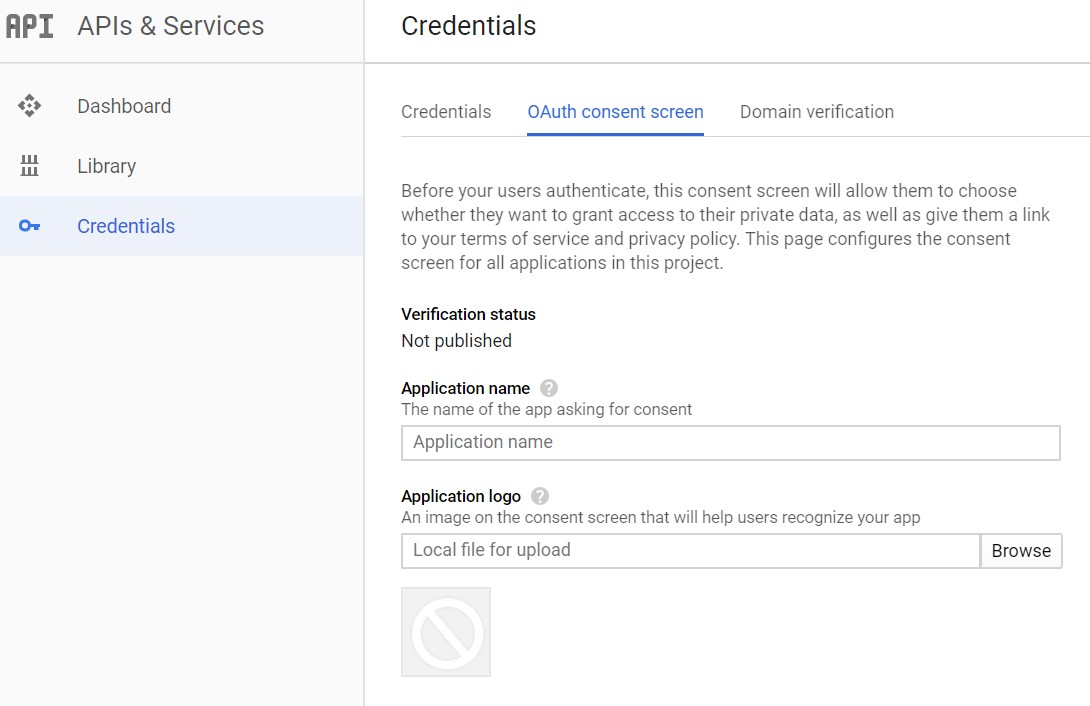 API APIs & Services
Dashboard
Library
Credentials
Credentials
Credentials OAuth consent screen Domain verification
Before your users authenticate, this consent screen will allow them to choose
whether they want to grant access to their private data, as well as give them a link
to your terms of service and privacy policy. This page configures the consent
screen for all applications in this project.
Verification status
Not published
Application name ?
The name of the app asking for consent
Application name
Application logo ?
An image on the consent screen that will help users recognize your app
Local file for upload Browse